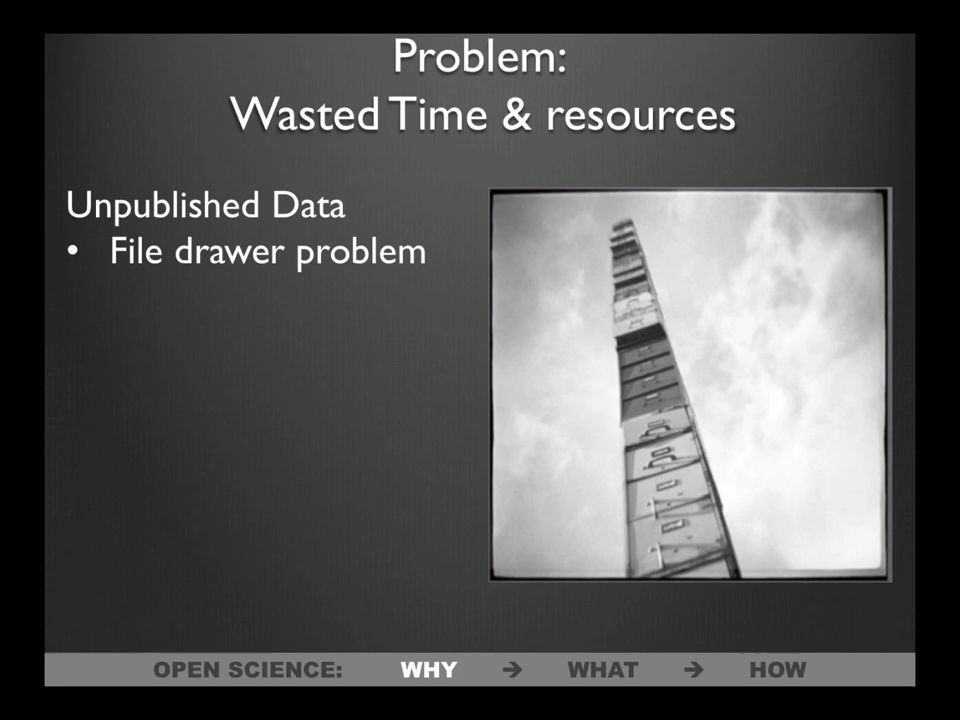 Problem:
Wasted Time & resources
Unpublished Data
• File drawer problem
OPEN SCIENCE: WHY → WHAT → HOW